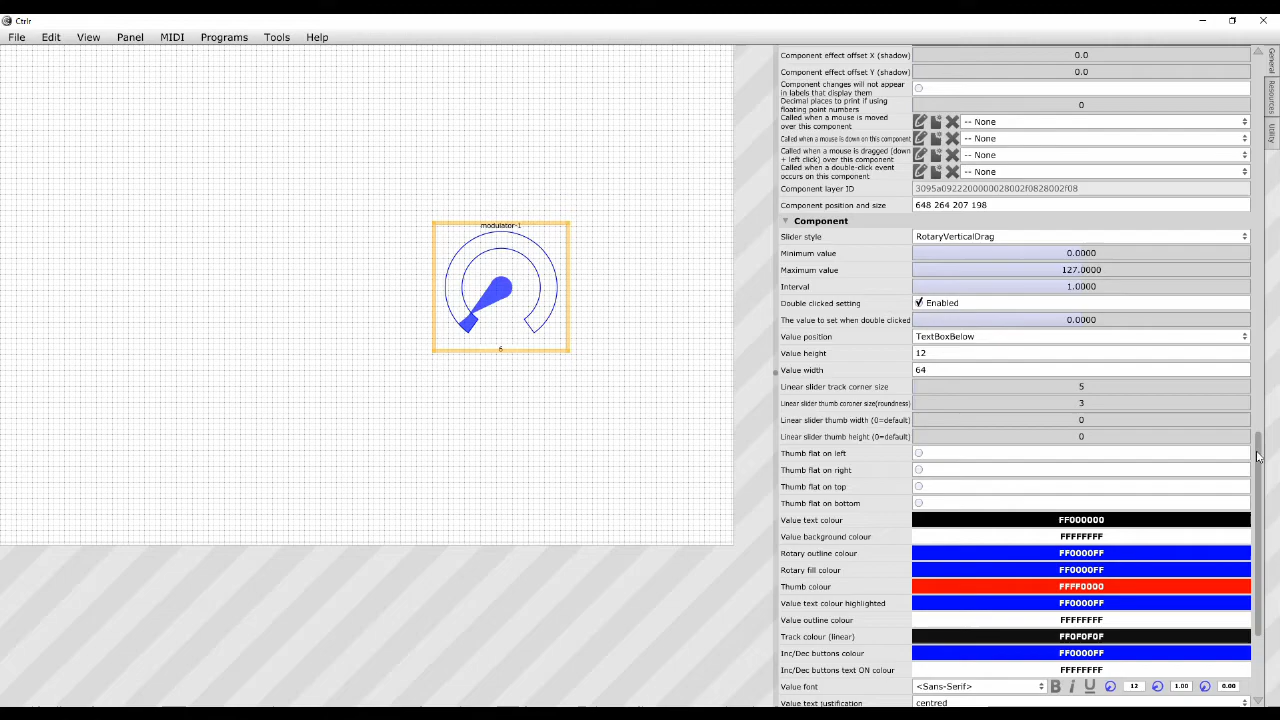 Ctrlr
File Edit View Panel MIDI Programs Tools Help
modulator-1
6
Component effect offset X (shadow) 0.0
Component effect offset Y (shadow) 0.0
Component changes will not appear
in labels that display them
Decimal places to print if using
floating point numbers 0
Called when a mouse is moved
over this component -- None
Called when a mouse is down on this component -- None
Called when a mouse is dragged (down
+ left click) over this component -- None
Called when a double-click event
occurs on this component -- None
Component layer ID 3095a0922200000028002f0828002f08
Component position and size 648 264 207 198
Component
Slider style RotaryVerticalDrag
Minimum value 0.0000
Maximum value 127.0000
Interval 1.0000
Double clicked setting Enabled
The value to set when double clicked 0.0000
Value position TextBoxBelow
Value height 12
Value width 64
Linear slider track corner size 5
Linear slider thumb coroner size(roundness) 3
Linear slider thumb width (0=default) 0
Linear slider thumb height (0=default) 0
Thumb flat on left
Thumb flat on right
Thumb flat on top
Thumb flat on bottom
Value text colour FF000000
Value background colour FFFFFFFF
Rotary outline colour FF0000FF
Rotary fill colour FF0000FF
Thumb colour FFFF0000
Value text colour highlighted FF0000FF
Value outline colour FFFFFFFF
Track colour (linear) FF0F0F0F
Inc/Dec buttons colour FF0000FF
Inc/Dec buttons text ON colour FFFFFFFF
Value font <Sans-Serif> B i U 12 1.00 0.00
Value text justification centred
General
Resources
Utility